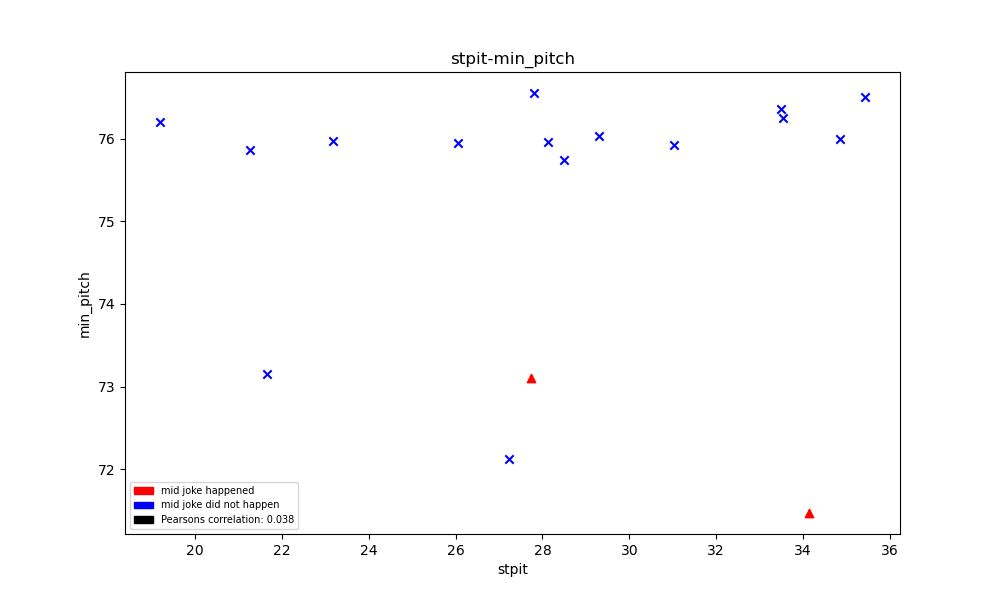 stpit-min_pitch
min_pitch
76
75
74
73
72
mid joke happened
mid joke did not happen
Pearsons correlation: 0.038
20 22 24 26 28 30 32 34 36
stpit